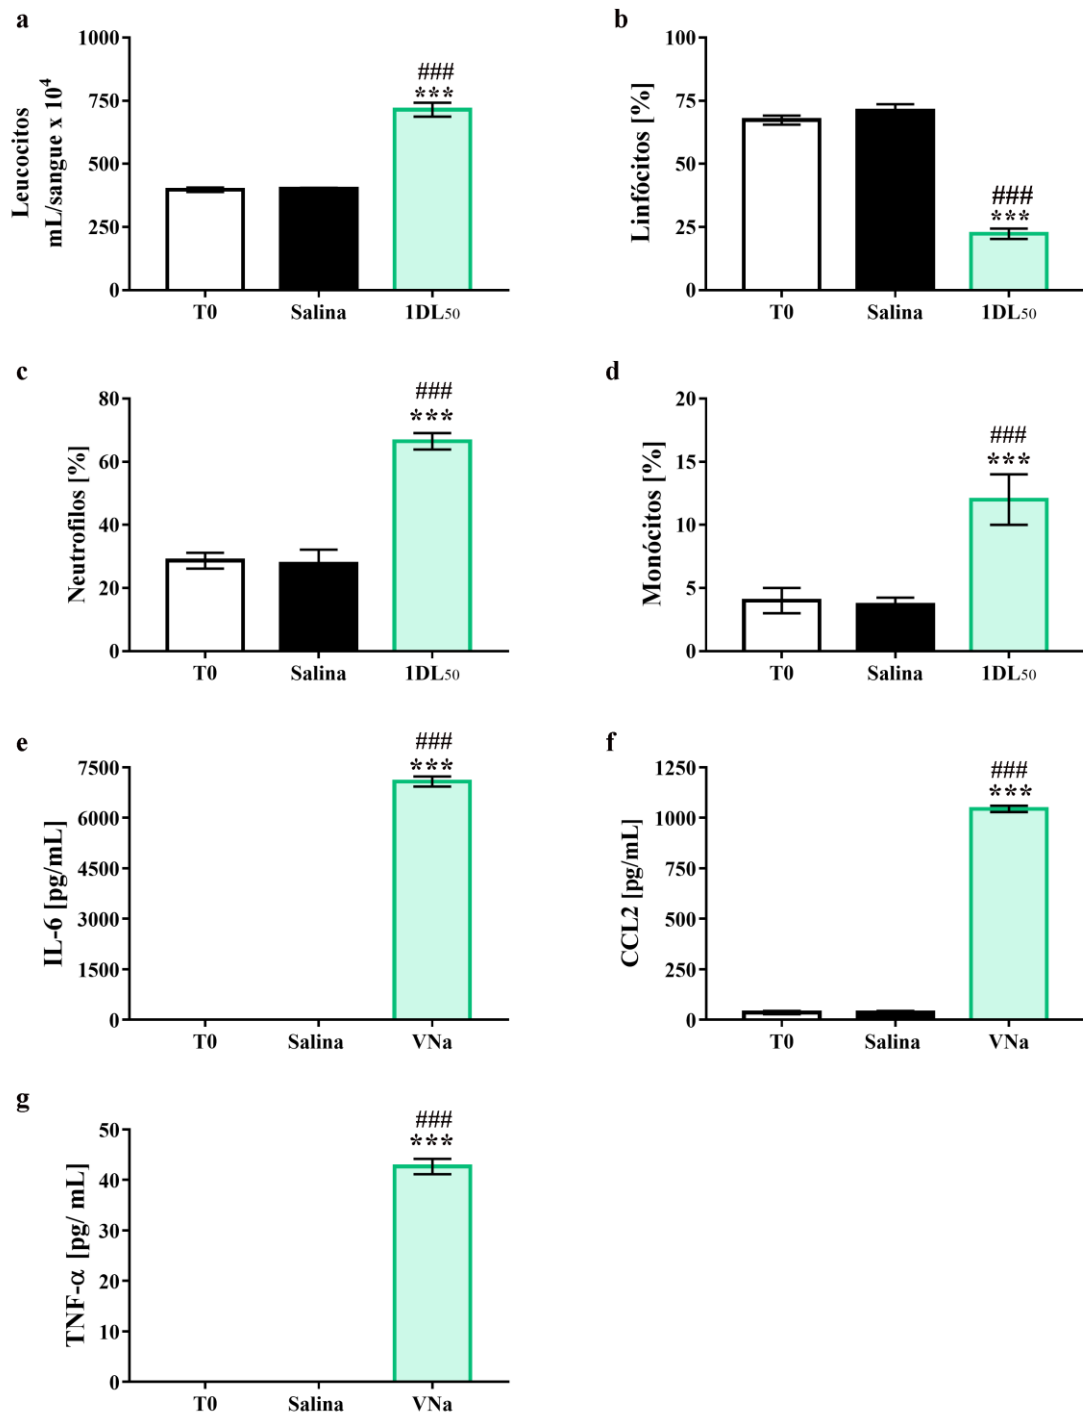 a
Leucocitos
mL/sangue x 10⁴
1000
750
500
250
0
###
***
T0 Salina 1DL₅₀
b
Linfócitos [%]
100
75
50
25
0
###
***
T0 Salina 1DL₅₀
c
Neutrofilos [%]
80
60
40
20
0
###
***
T0 Salina 1DL₅₀
d
Monócitos [%]
20
15
10
5
0
###
***
T0 Salina 1DL₅₀
e
IL-6 [pg/mL]
7500
6000
4500
3000
1500
0
###
***
T0 Salina VNa
f
CCL2 [pg/mL]
1250
1000
750
500
250
0
###
***
T0 Salina VNa
g
TNF-α [pg/ mL]
50
40
30
20
10
0
###
***
T0 Salina VNa